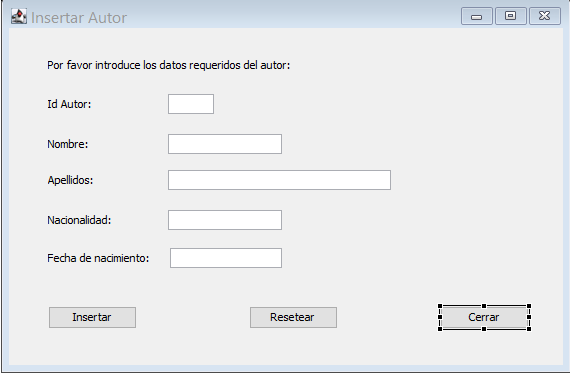 Insertar Autor
Por favor introduce los datos requeridos del autor:
Id Autor:
Nombre:
Apellidos:
Nacionalidad:
Fecha de nacimiento:
Insertar Resetear Cerrar